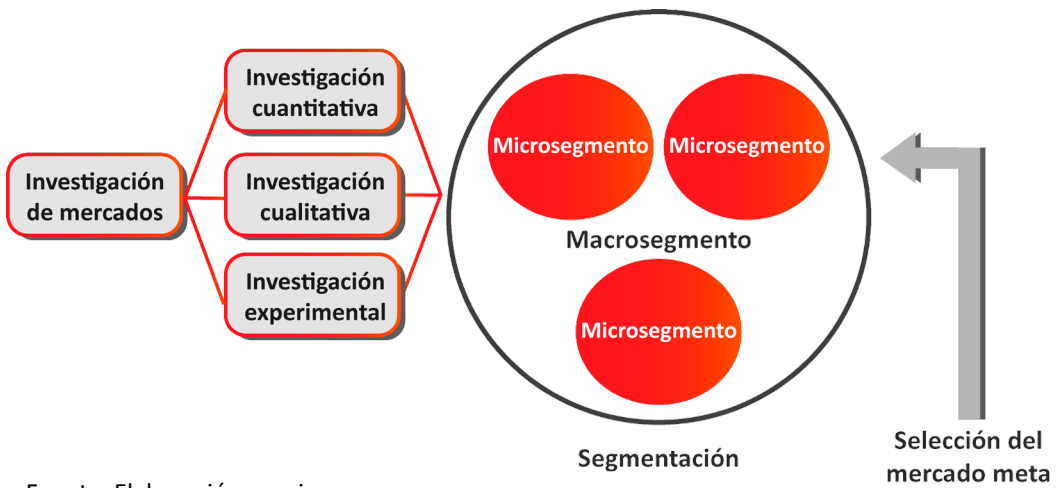 Investigación
de mercados
Investigación
cuantitativa
Investigación
cualitativa
Investigación
experimental
Microsegmento
Microsegmento
Macrosegmento
Microsegmento
Segmentación
Selección del
mercado meta